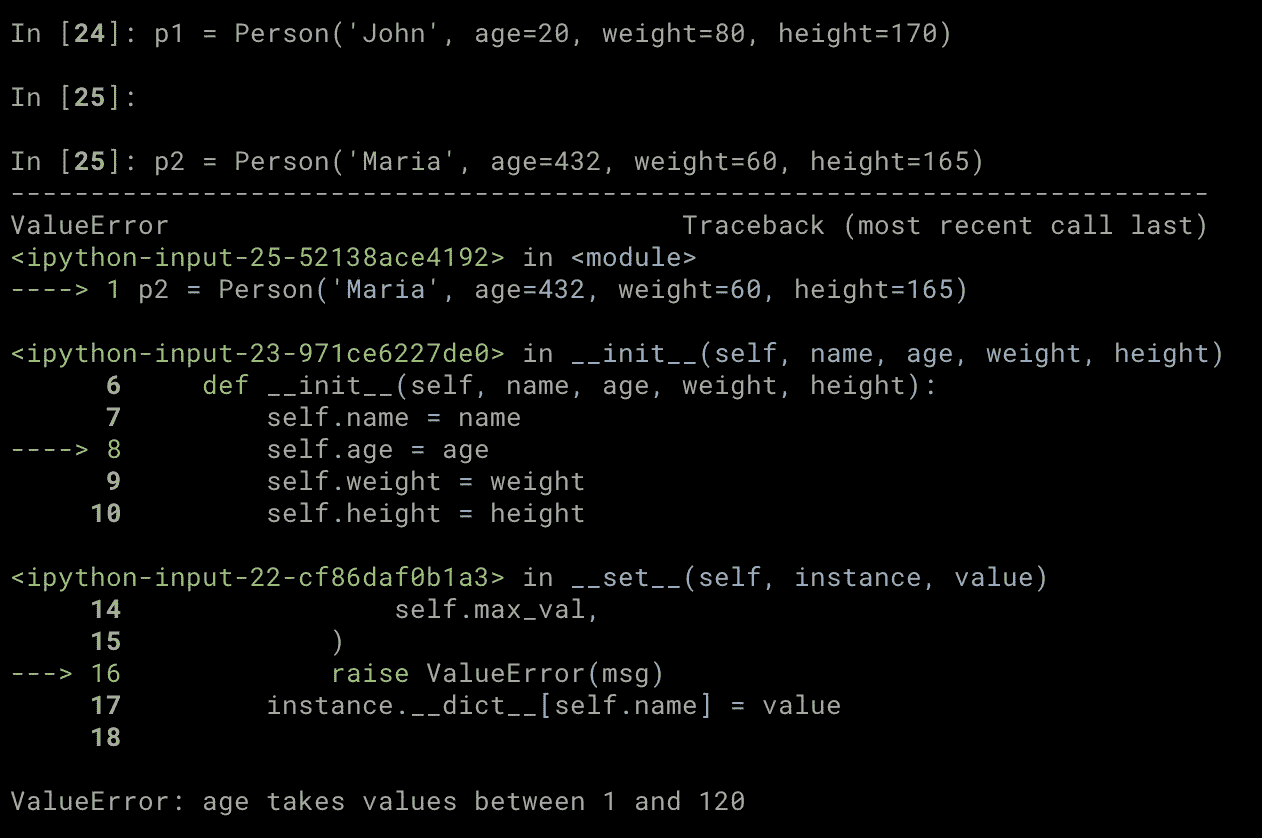 In [24]: p1 = Person('John', age=20, weight=80, height=170)
In [25]:
In [25]: p2 = Person('Maria', age=432, weight=60, height=165)
---------------------------------------------------------------------------
ValueError                                Traceback (most recent call last)
<ipython-input-25-52138ace4192> in <module>
----> 1 p2 = Person('Maria', age=432, weight=60, height=165)
<ipython-input-23-971ce6227de0> in __init__(self, name, age, weight, height)
      6     def __init__(self, name, age, weight, height):
      7         self.name = name
----> 8         self.age = age
      9         self.weight = weight
     10         self.height = height
<ipython-input-22-cf86daf0b1a3> in __set__(self, instance, value)
     14                 self.max_val,
     15             )
---> 16             raise ValueError(msg)
     17         instance.__dict__[self.name] = value
     18
ValueError: age takes values between 1 and 120